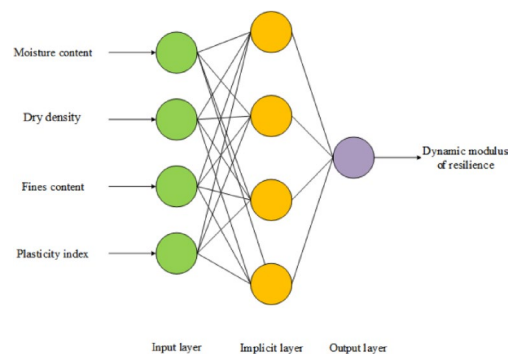 Moisture content
Dry density
Fines content
Plasticity index
Dynamic modulus
of resilience
Input layer
Implicit layer
Output layer